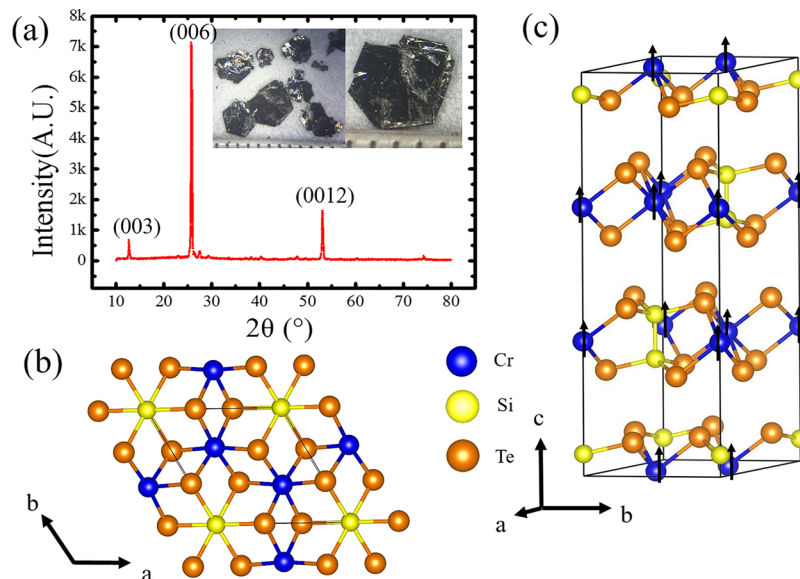 (a)
8k
7k
6k
5k
4k
3k
2k
1k
0
Intensity(A.U.)
(003)
(006)
(0012)
10 20 30 40 50 60 70 80
2θ (°)
(b)
b
a
Cr
Si
Te
(c)
c
a
b